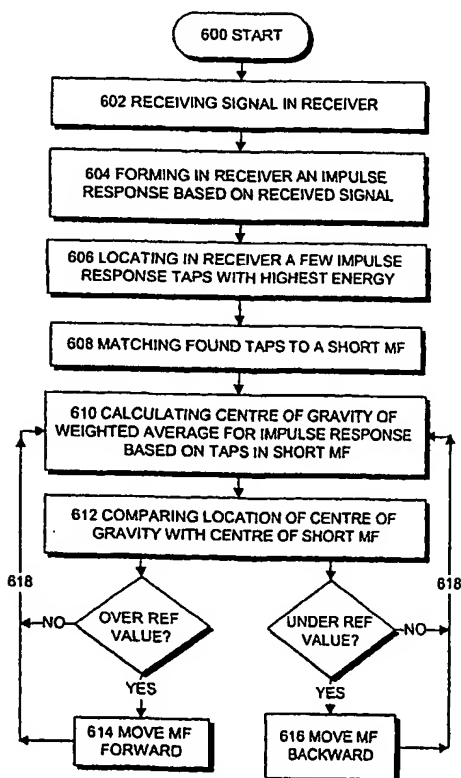 600 START
602 RECEIVING SIGNAL IN RECEIVER
604 FORMING IN RECEIVER AN IMPULSE
RESPONSE BASED ON RECEIVED SIGNAL
606 LOCATING IN RECEIVER A FEW IMPULSE
RESPONSE TAPS WITH HIGHEST ENERGY
608 MATCHING FOUND TAPS TO A SHORT MF
610 CALCULATING CENTRE OF GRAVITY OF
WEIGHTED AVERAGE FOR IMPULSE RESPONSE
BASED ON TAPS IN SHORT MF
612 COMPARING LOCATION OF CENTRE OF
GRAVITY WITH CENTRE OF SHORT MF
618
618
OVER REF
VALUE?
NO
YES
UNDER REF
VALUE?
NO
YES
614 MOVE MF
FORWARD
616 MOVE MF
BACKWARD